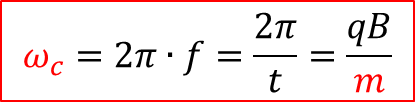 ω_c = 2π · f = 2π/t = qB/m